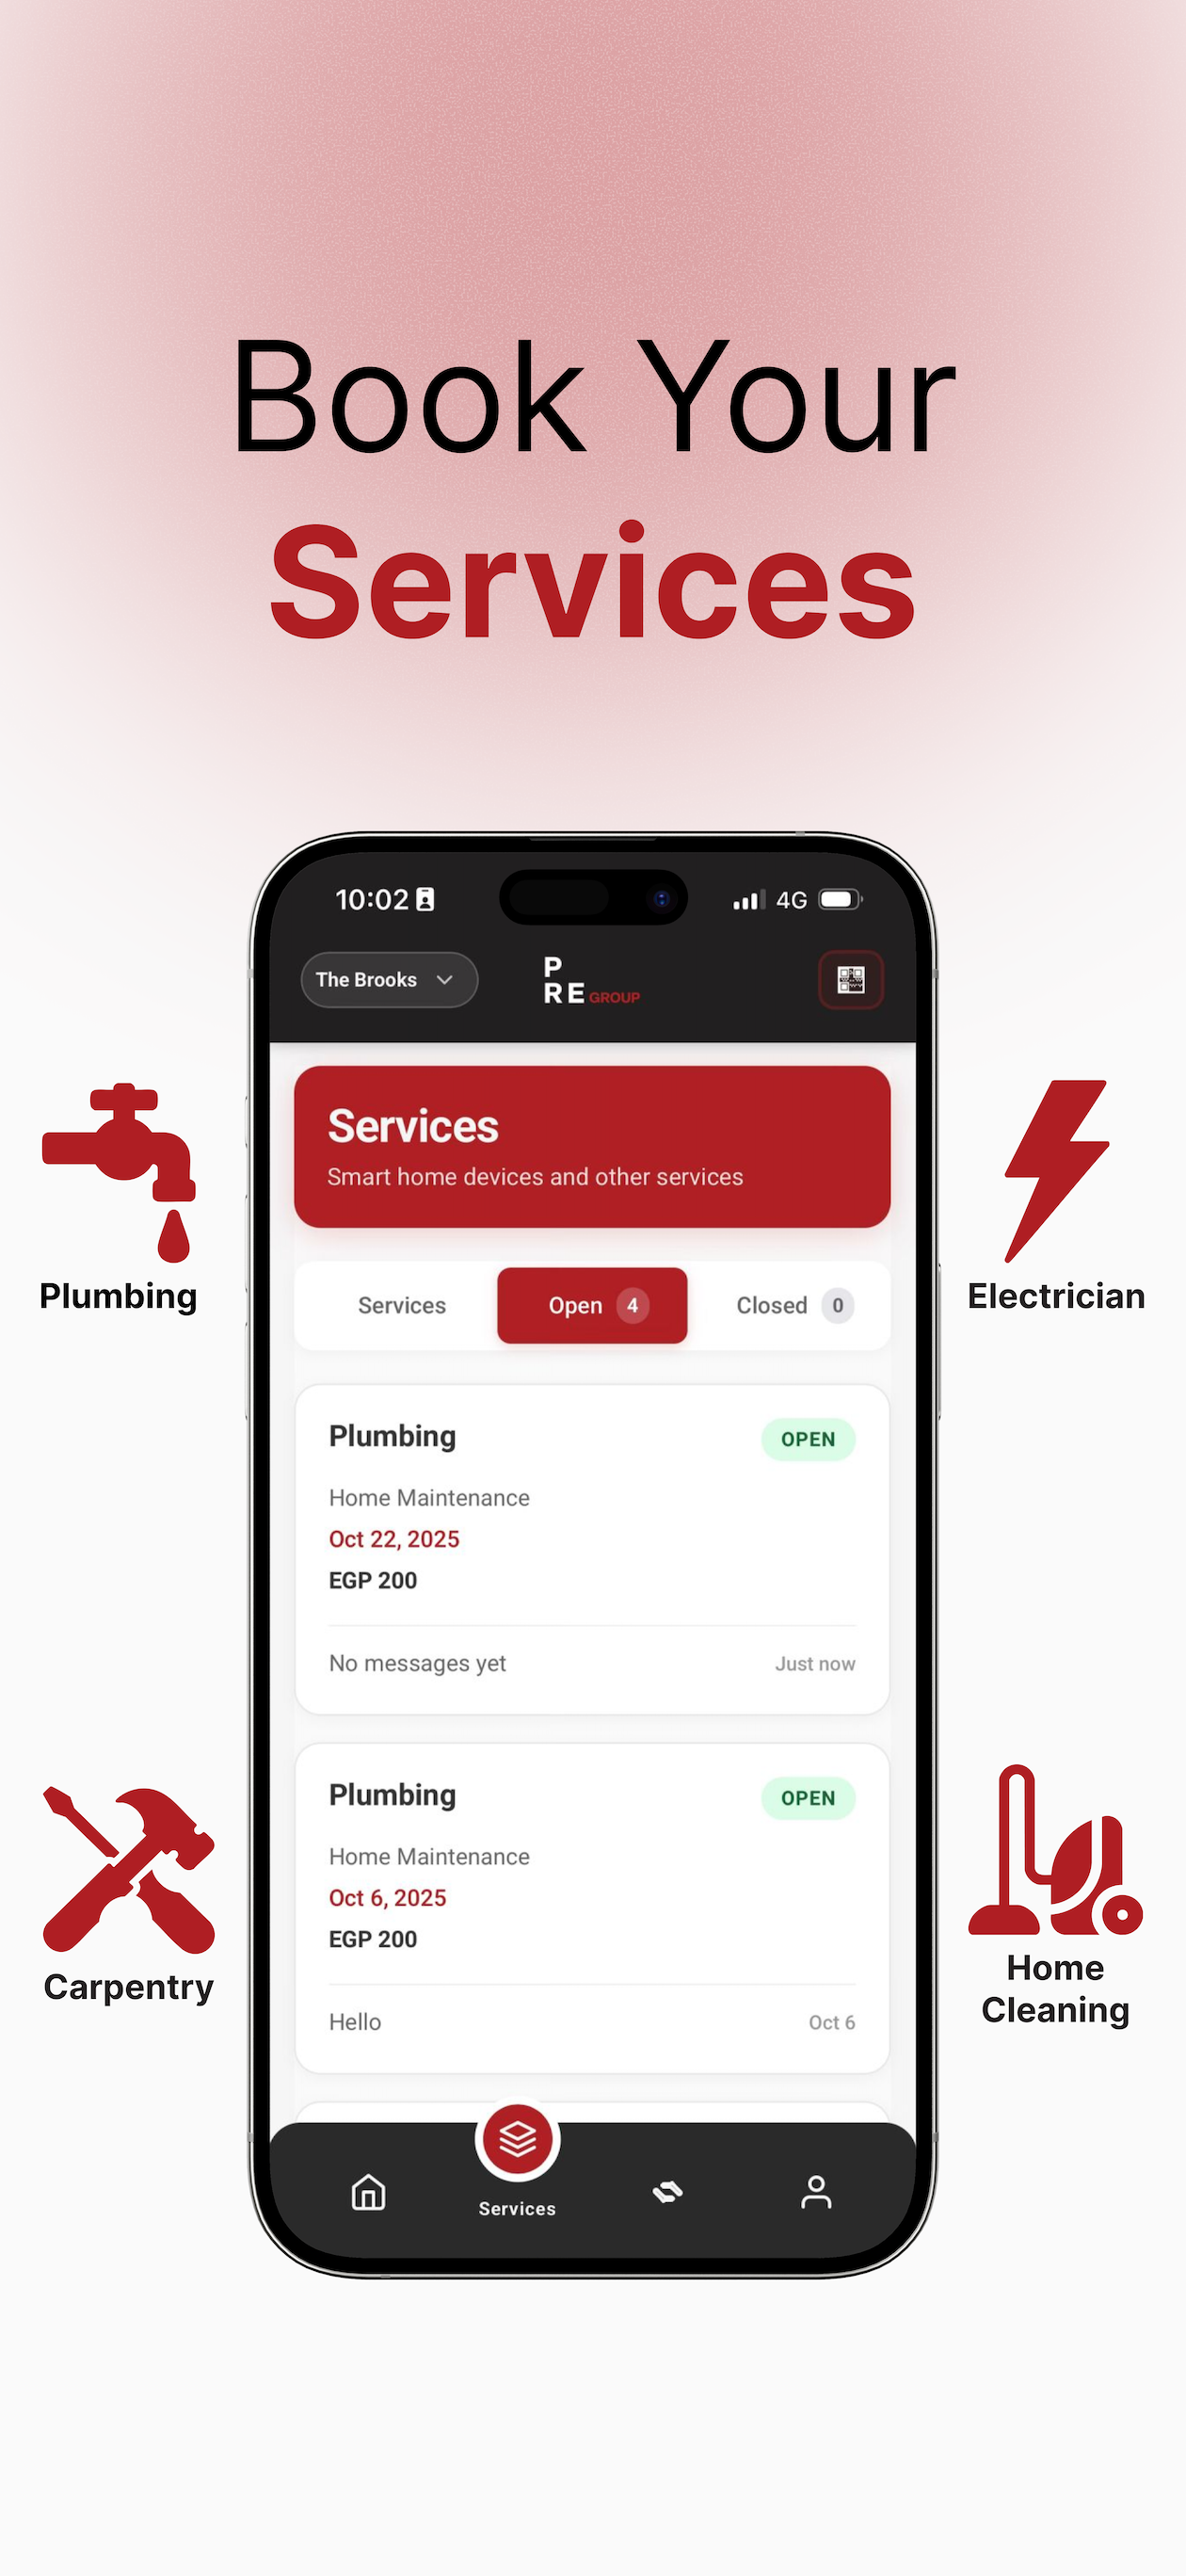 Book Your
Services
10:02
4G
The Brooks
P
RE GROUP
Services
Smart home devices and other services
Plumbing
Electrician
Services
Open 4
Closed 0
Plumbing
OPEN
Home Maintenance
Oct 22, 2025
EGP 200
No messages yet
Just now
Plumbing
OPEN
Home Maintenance
Oct 6, 2025
EGP 200
Hello
Oct 6
Carpentry
Home
Cleaning
Services